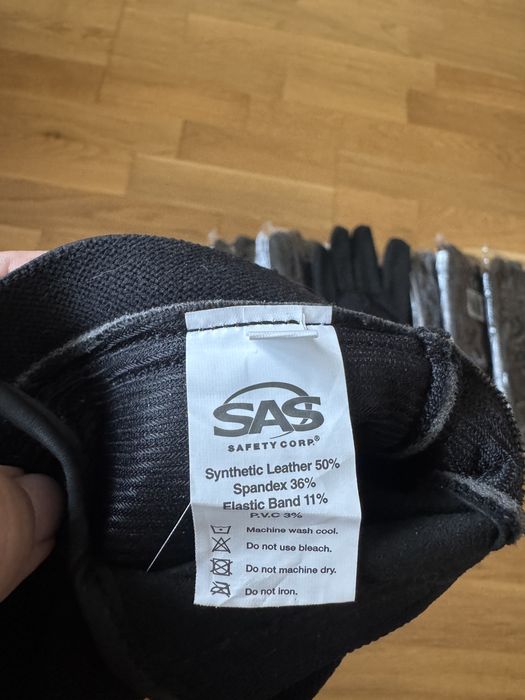 SAS
SAFETY CORP.®
Synthetic Leather 50%
Spandex 36%
Elastic Band 11%
P.V.C 3%
Machine wash cool.
Do not use bleach.
Do not machine dry.
Do not iron.